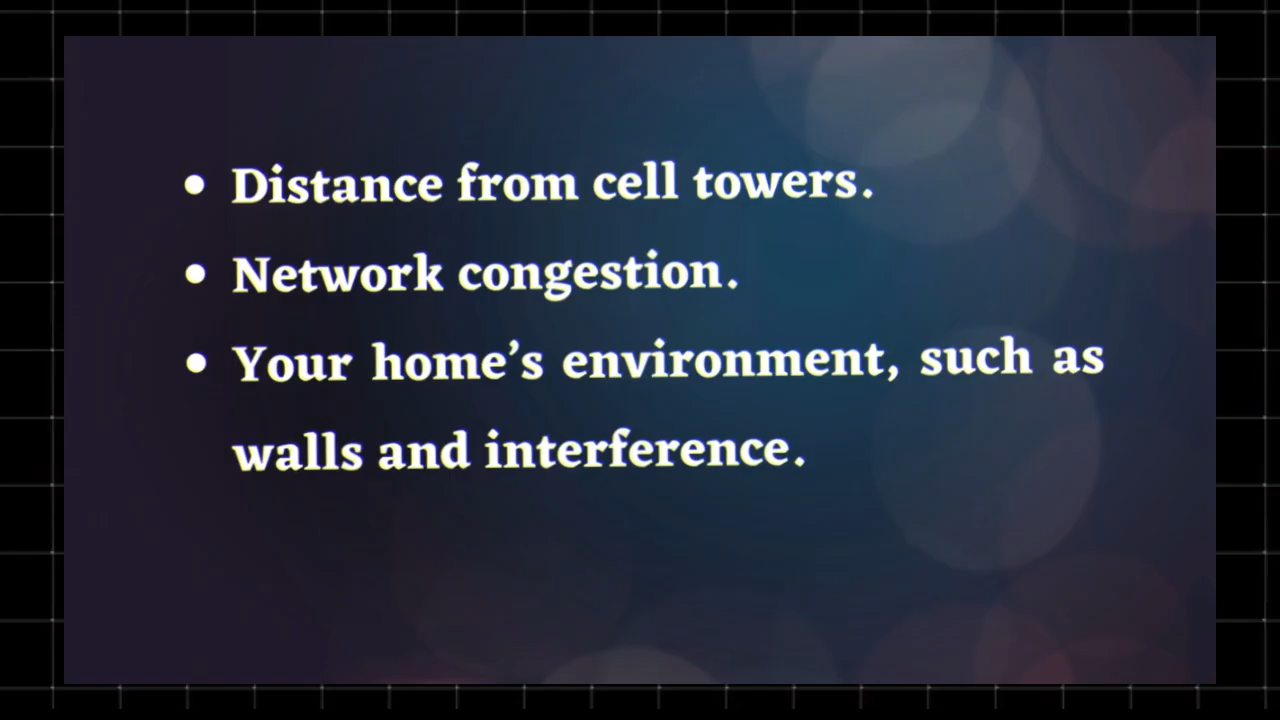 • Distance from cell towers.
• Network congestion.
• Your home’s environment, such as
walls and interference.